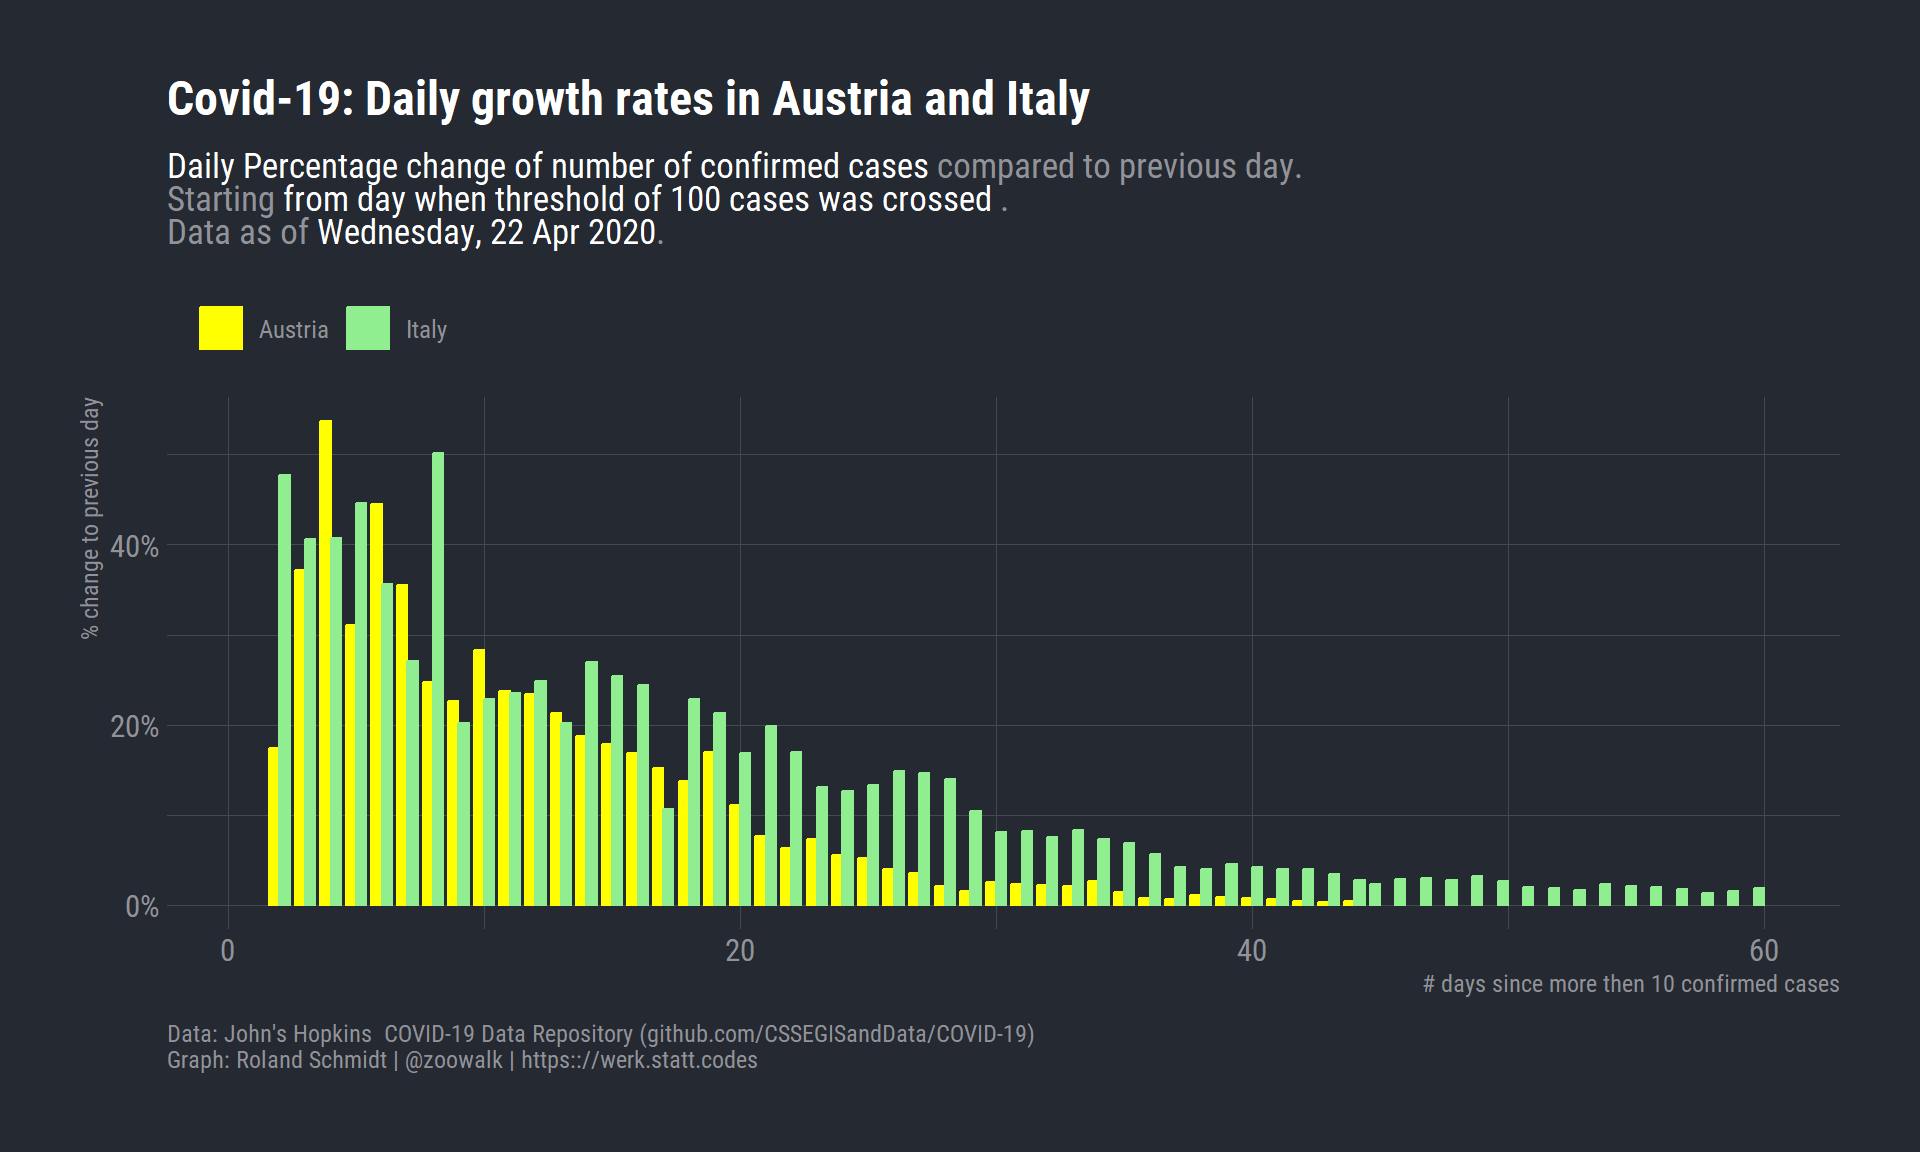 Covid-19: Daily growth rates in Austria and Italy
Daily Percentage change of number of confirmed cases compared to previous day.
Starting from day when threshold of 100 cases was crossed .
Data as of Wednesday, 22 Apr 2020.
Austria Italy
% change to previous day
40%
20%
0%
0 20 40 60
# days since more then 10 confirmed cases
Data: John's Hopkins  COVID-19 Data Repository (github.com/CSSEGISandData/COVID-19)
Graph: Roland Schmidt | @zoowalk | https:://werk.statt.codes